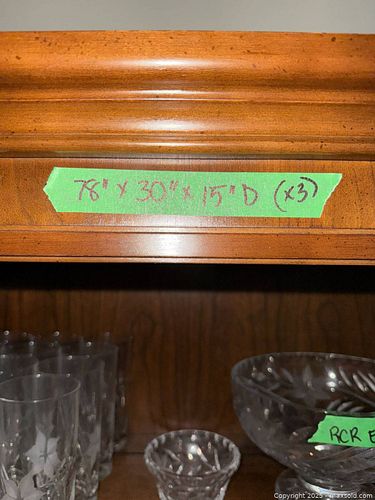 78" x 30" x 15" D (x3)
RCR
Copyright 2025 - maxsold.com